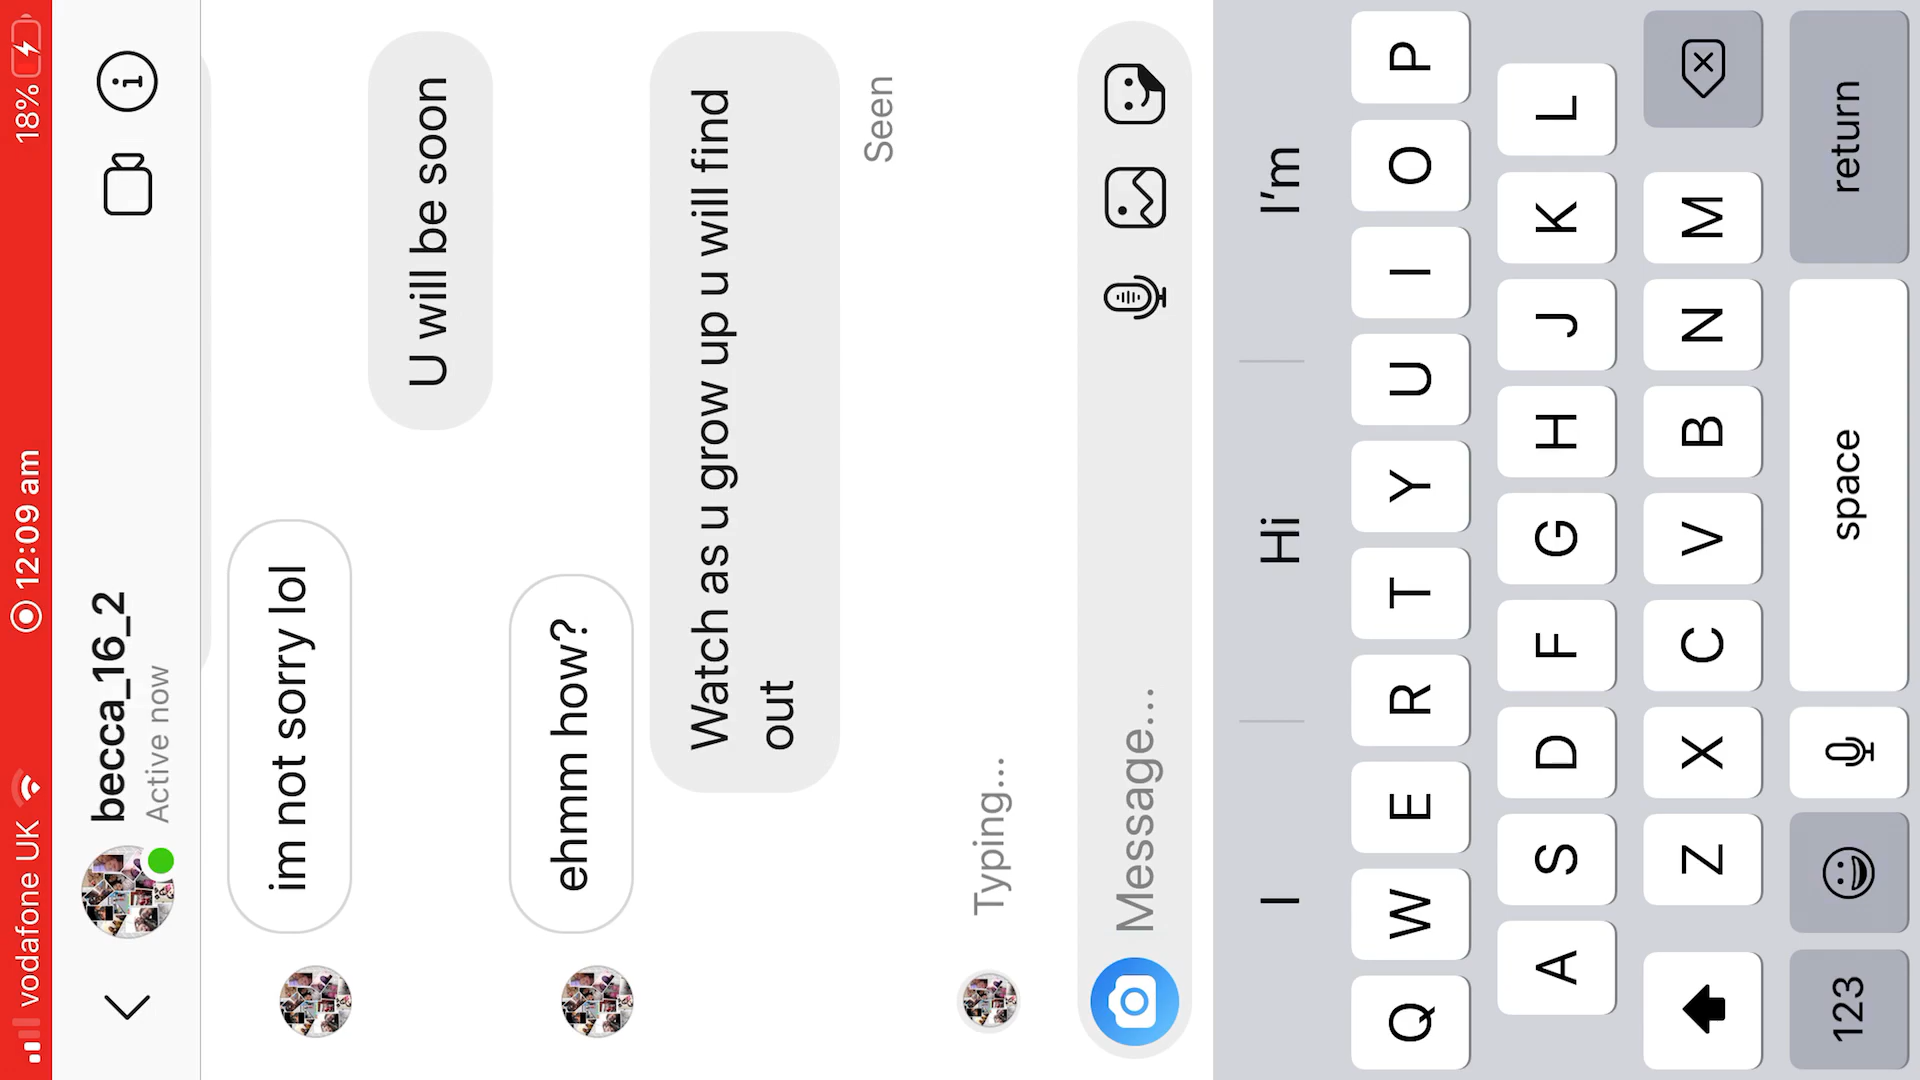 vodafone UK 12:09 am 18%
becca_16_2
Active now
im not sorry lol
U will be soon
ehmm how?
Watch as u grow up u will find
out
Seen
Typing...
Message...
I Hi I'm
Q W E R T Y U I O P
A S D F G H J K L
Z X C V B N M
123 space return